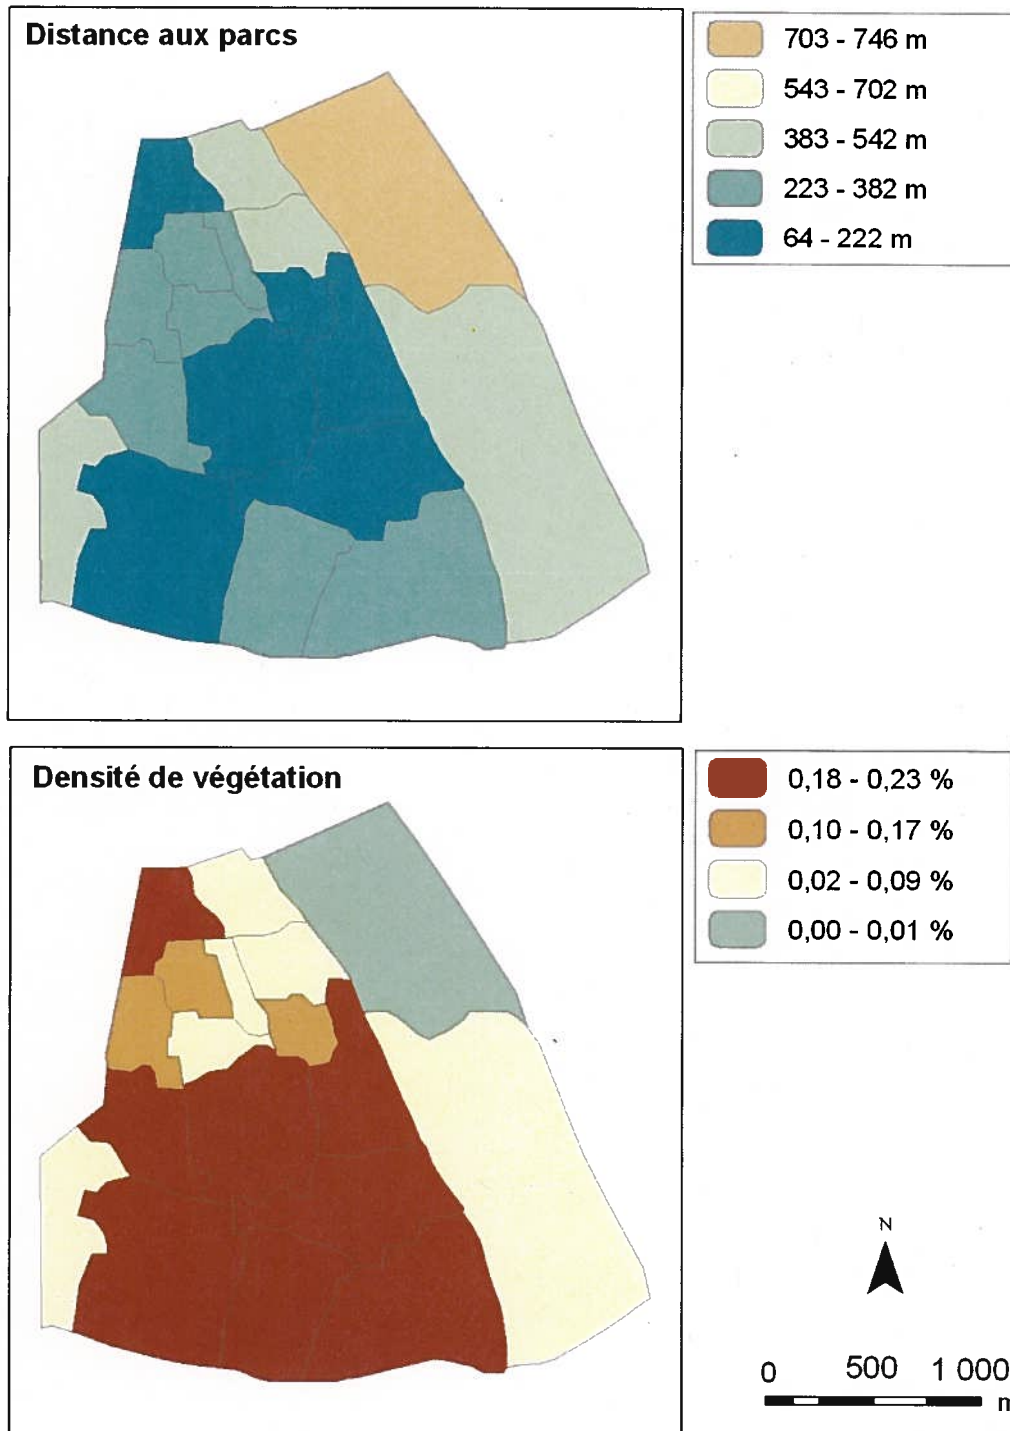 Distance aux parcs
703 - 746 m
543 - 702 m
383 - 542 m
223 - 382 m
64 - 222 m
Densité de végétation
0,18 - 0,23 %
0,10 - 0,17 %
0,02 - 0,09 %
0,00 - 0,01 %
N
0 500 1 000
m